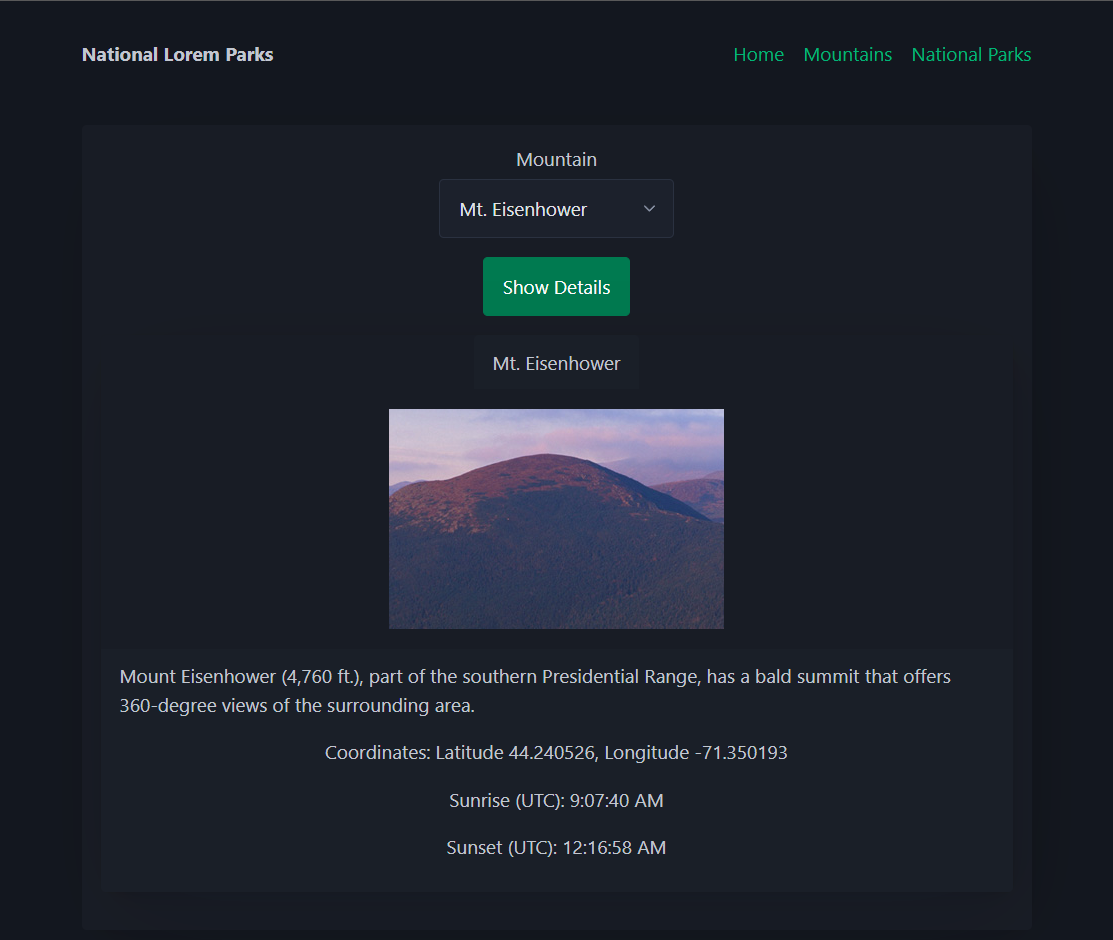 National Lorem Parks
Home Mountains National Parks
Mountain
Mt. Eisenhower
Show Details
Mt. Eisenhower
Mount Eisenhower (4,760 ft.), part of the southern Presidential Range, has a bald summit that offers
360-degree views of the surrounding area.
Coordinates: Latitude 44.240526, Longitude -71.350193
Sunrise (UTC): 9:07:40 AM
Sunset (UTC): 12:16:58 AM